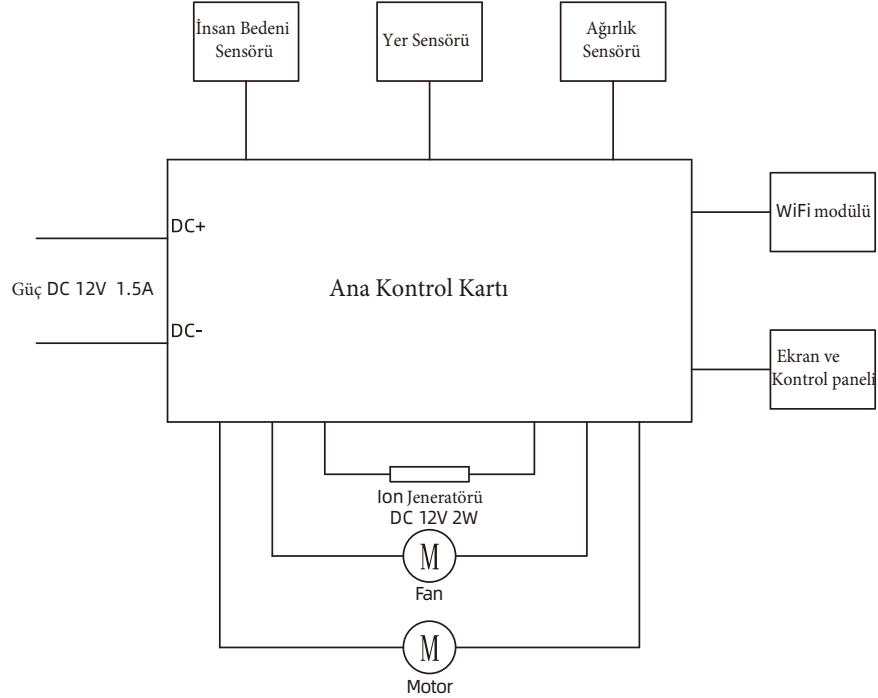 İnsan Bedeni
Sensörü
Yer Sensörü
Ağırlık
Sensörü
WiFi modülü
DC+
Güç DC 12V 1.5A
Ana Kontrol Kartı
DC-
Ekran ve
Kontrol paneli
Ion Jeneratörü
DC 12V 2W
M
Fan
M
Motor